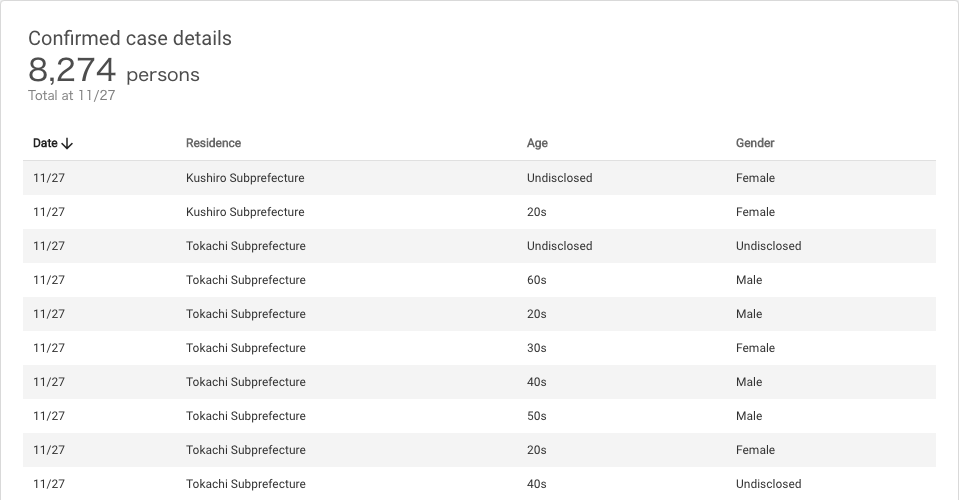 Confirmed case details
8,274 persons
Total at 11/27
Date Residence Age Gender
11/27 Kushiro Subprefecture Undisclosed Female
11/27 Kushiro Subprefecture 20s Female
11/27 Tokachi Subprefecture Undisclosed Undisclosed
11/27 Tokachi Subprefecture 60s Male
11/27 Tokachi Subprefecture 20s Male
11/27 Tokachi Subprefecture 30s Female
11/27 Tokachi Subprefecture 40s Male
11/27 Tokachi Subprefecture 50s Male
11/27 Tokachi Subprefecture 20s Female
11/27 Tokachi Subprefecture 40s Undisclosed